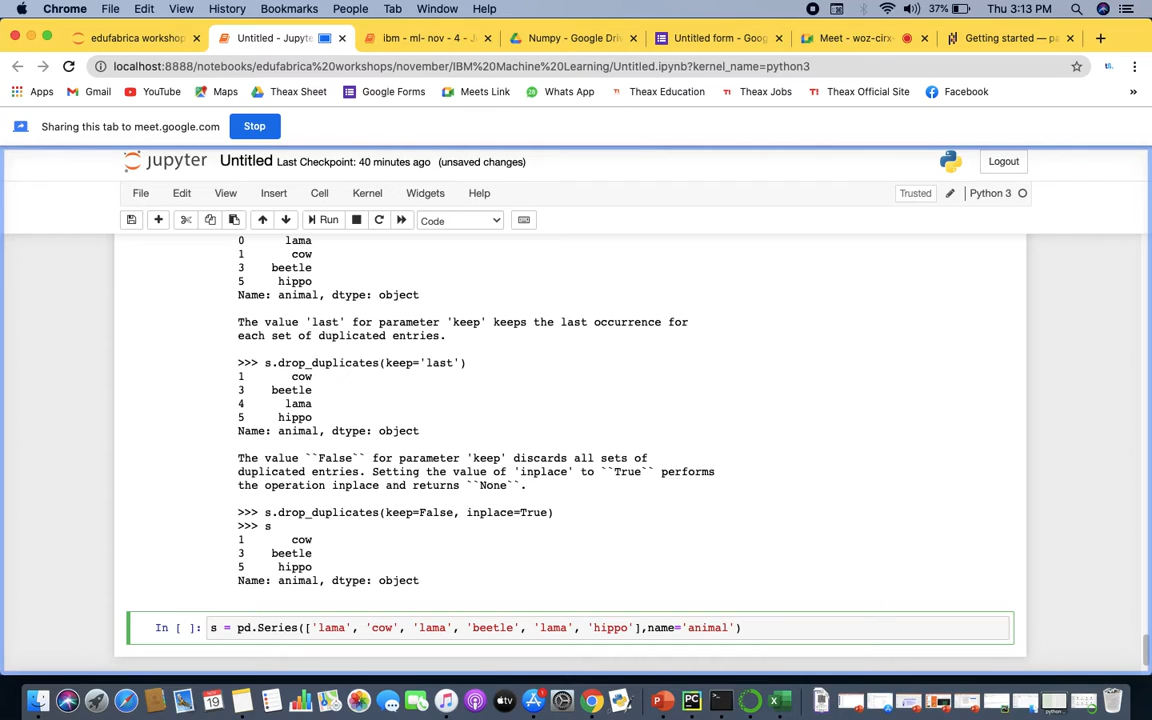 Chrome File Edit View History Bookmarks People Tab Window Help 37% Thu 3:13 PM
edufabrica workshop Untitled - Jupyte ibm - ml- nov - 4 - J Numpy - Google Driv Untitled form - Goog Meet - woz-cirx- Getting started — pa
localhost:8888/notebooks/edufabrica%20workshops/november/IBM%20Machine%20Learning/Untitled.ipynb?kernel_name=python3
Apps Gmail YouTube Maps Theax Sheet Google Forms Meets Link Whats App Theax Education Theax Jobs Theax Official Site Facebook »
Sharing this tab to meet.google.com Stop
jupyter Untitled Last Checkpoint: 40 minutes ago (unsaved changes) Logout
File Edit View Insert Cell Kernel Widgets Help Trusted Python 3
Run Code
0 lama
1 cow
3 beetle
5 hippo
Name: animal, dtype: object
The value 'last' for parameter 'keep' keeps the last occurrence for
each set of duplicated entries.
>>> s.drop_duplicates(keep='last')
1 cow
3 beetle
4 lama
5 hippo
Name: animal, dtype: object
The value ``False`` for parameter 'keep' discards all sets of
duplicated entries. Setting the value of 'inplace' to ``True`` performs
the operation inplace and returns ``None``.
>>> s.drop_duplicates(keep=False, inplace=True)
>>> s
1 cow
3 beetle
5 hippo
Name: animal, dtype: object
In [ ]: s = pd.Series(['lama', 'cow', 'lama', 'beetle', 'lama', 'hippo'],name='animal')